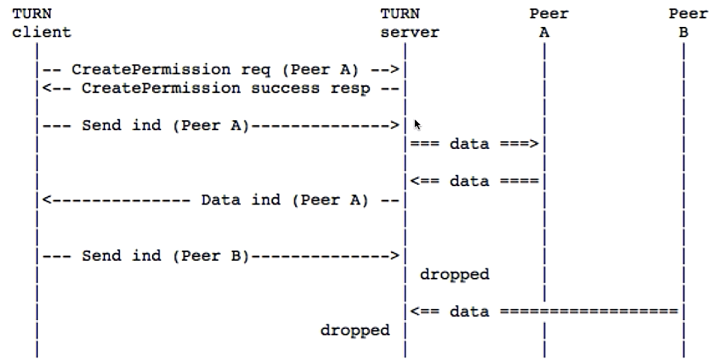 TURN TURN Peer Peer
client server A B
|-- CreatePermission req (Peer A) -->|
|<-- CreatePermission success resp --|
|--- Send ind (Peer A)-------------->|
|=== data ===>|
|<== data ====|
|<-------------- Data ind (Peer A) --|
|--- Send ind (Peer B)-------------->|
| dropped
|<== data ==================|
dropped |